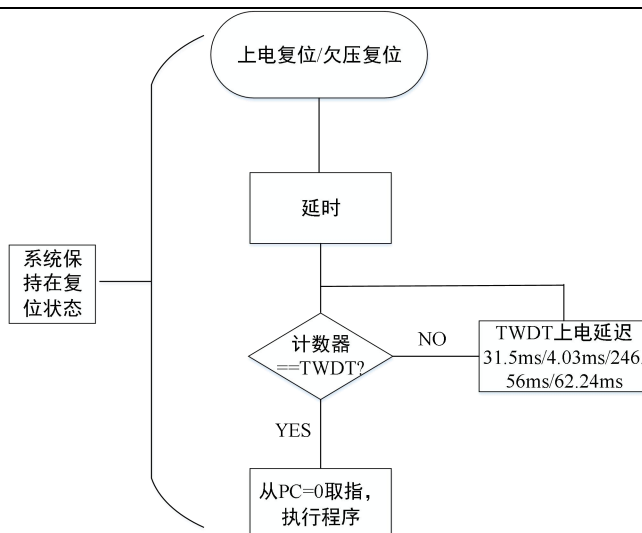 上电复位/欠压复位
延时
系统保
持在复
位状态
计数器
==TWDT?
NO
TWDT上电延迟
31.5ms/4.03ms/246.
56ms/62.24ms
YES
从PC=0取指，
执行程序